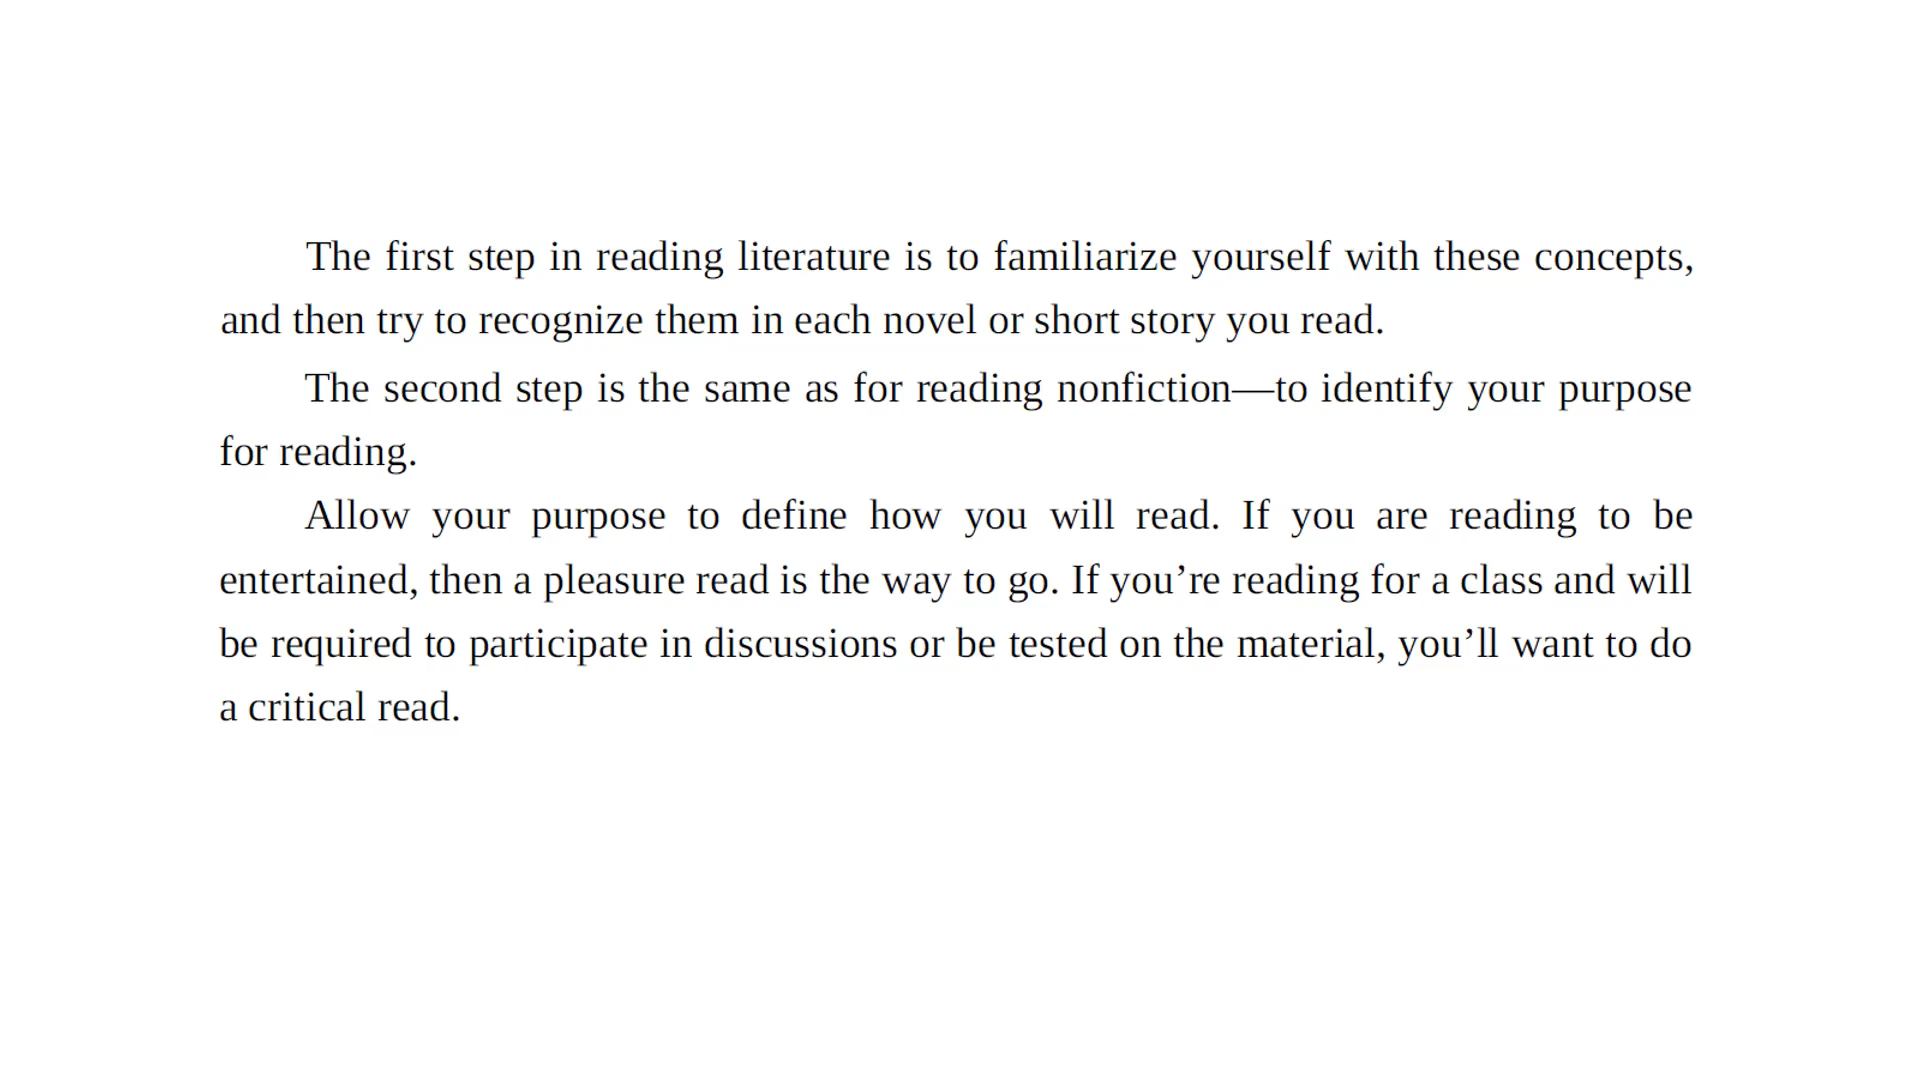 The first step in reading literature is to familiarize yourself with these concepts,
and then try to recognize them in each novel or short story you read.
The second step is the same as for reading nonfiction—to identify your purpose
for reading.
Allow your purpose to define how you will read. If you are reading to be
entertained, then a pleasure read is the way to go. If you’re reading for a class and will
be required to participate in discussions or be tested on the material, you’ll want to do
a critical read.